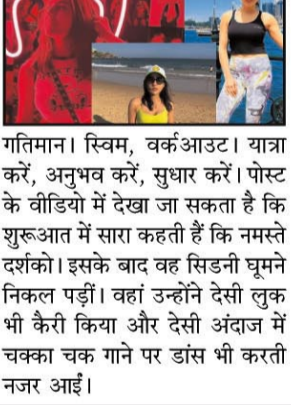 गतिमान। स्विम, वर्कआउट। यात्रा
करें, अनुभव करें, सुधार करें। पोस्ट
के वीडियो में देखा जा सकता है कि
शुरूआत में सारा कहती हैं कि नमस्ते
दर्शको। इसके बाद वह सिडनी घूमने
निकल पड़ीं। वहां उन्होंने देसी लुक
भी कैरी किया और देसी अंदाज में
चक्का चक गाने पर डांस भी करती
नजर आईं।